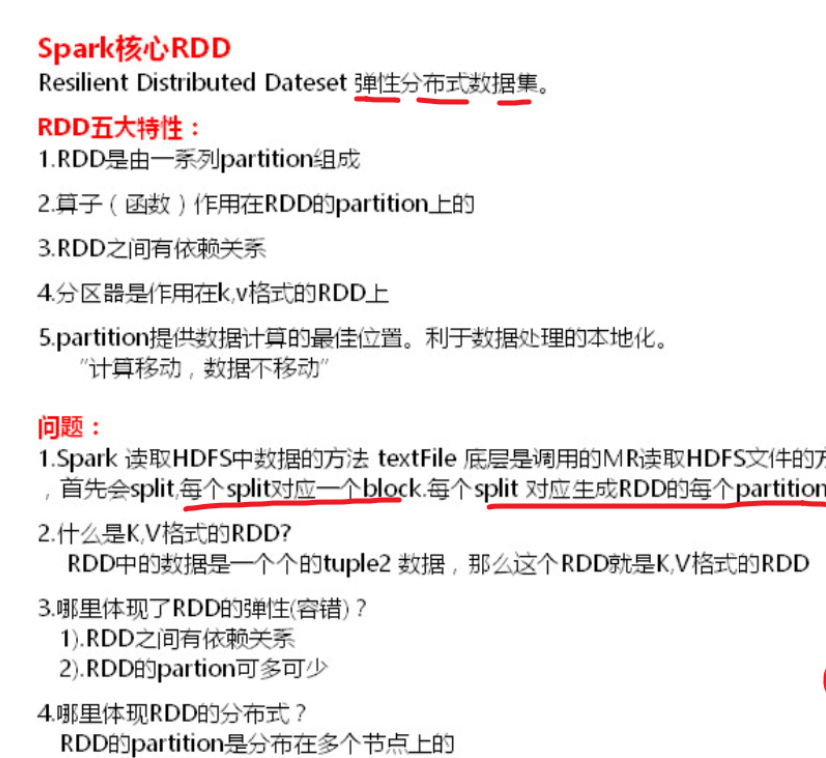 Spark核心RDD
Resilient Distributed Dateset 弹性分布式数据集。
RDD五大特性：
1.RDD是由一系列partition组成
2.算子（函数）作用在RDD的partition上的
3.RDD之间有依赖关系
4.分区器是作用在k,v格式的RDD上
5.partition提供数据计算的最佳位置。利于数据处理的本地化。
“计算移动，数据不移动”
问题：
1.Spark 读取HDFS中数据的方法 textFile 底层是调用的MR读取HDFS文件的方
，首先会split,每个split对应一个block.每个split 对应生成RDD的每个partition
2.什么是K,V格式的RDD?
RDD中的数据是一个个的tuple2 数据，那么这个RDD就是K,V格式的RDD
3.哪里体现了RDD的弹性(容错)？
1).RDD之间有依赖关系
2).RDD的partion可多可少
4.哪里体现RDD的分布式？
RDD的partition是分布在多个节点上的